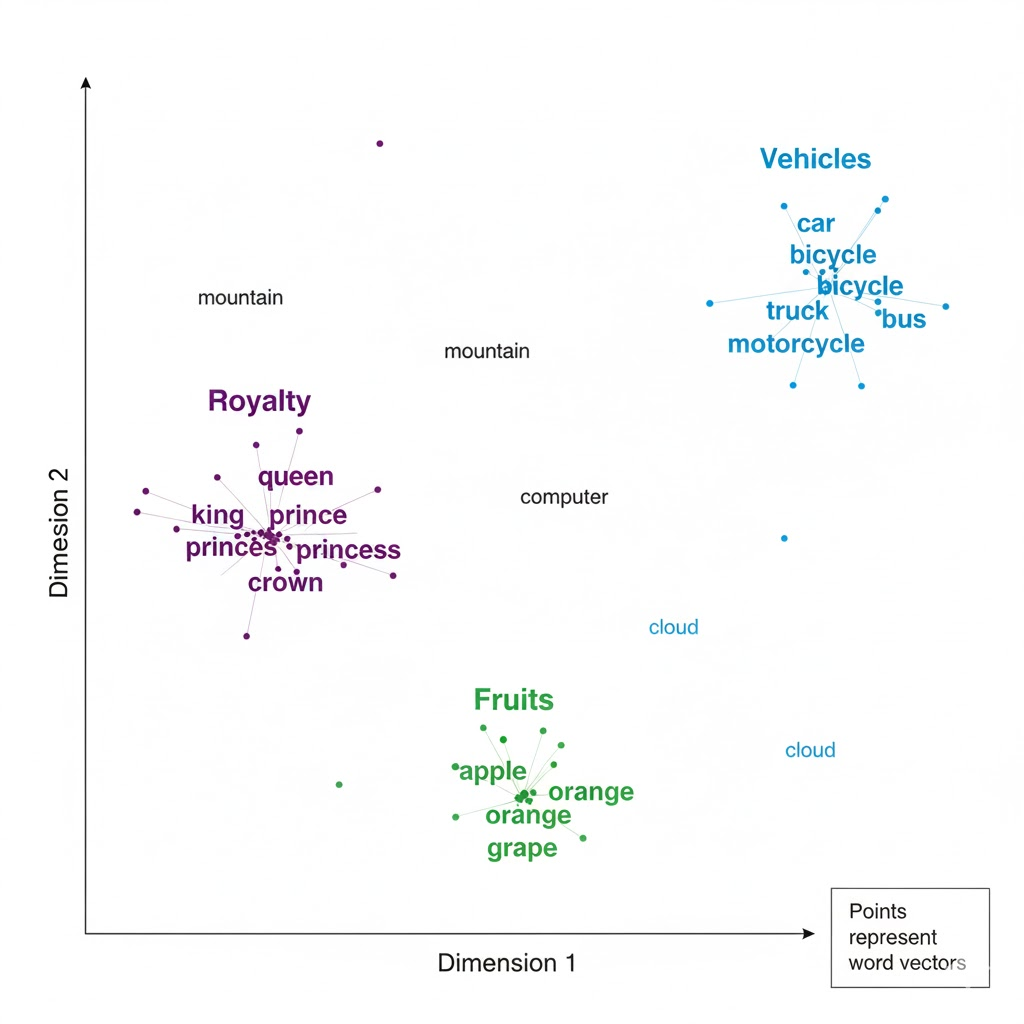 Vehicles
car
bicycle
bicycle
truck
bus
motorcycle
mountain
mountain
Royalty
queen
king prince
princes princess
crown
computer
cloud
Fruits
cloud
apple
orange
orange
grape
Dimesion 2
Dimension 1
Points
represent
word vectors